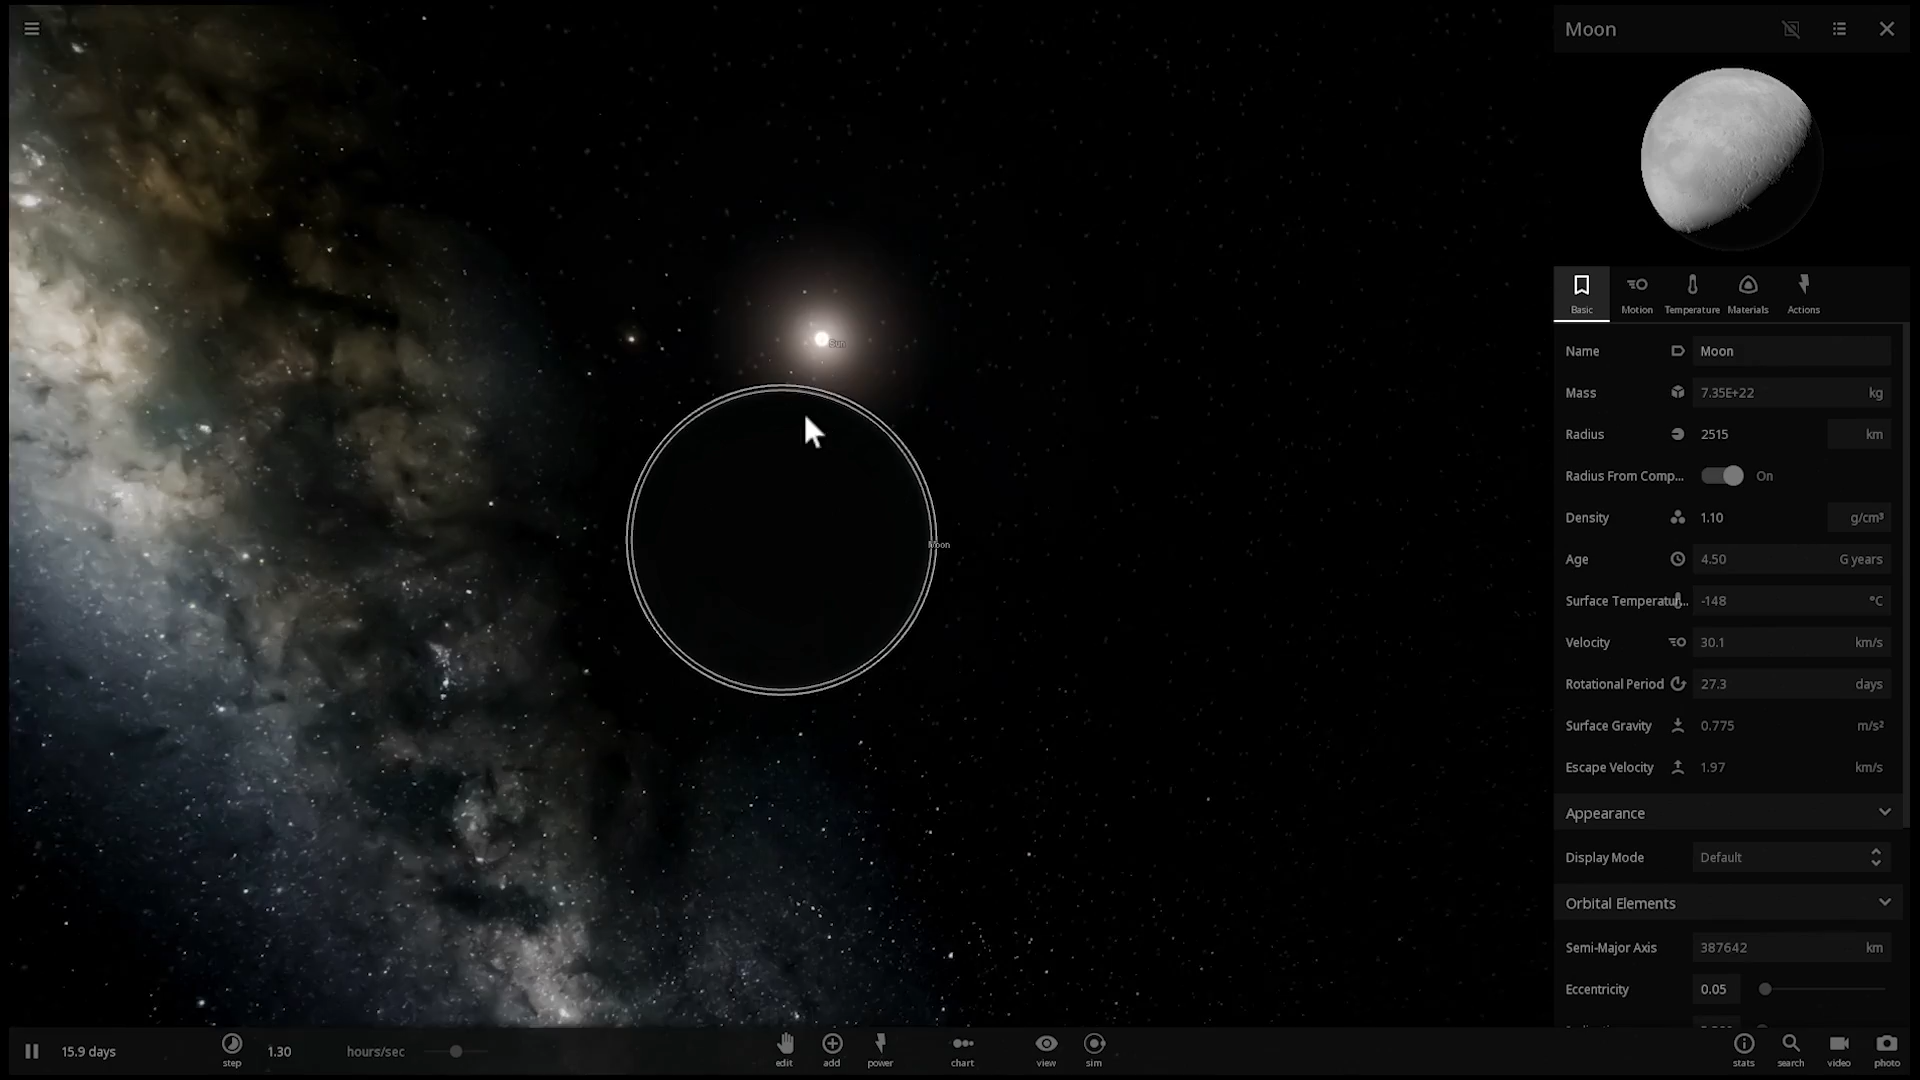 Moon
Sun
Moon
Basic
Motion
Temperature
Materials
Actions
Name Moon
Mass 7.35E+22 kg
Radius 2515 km
Radius From Comp... On
Density 1.10 g/cm³
Age 4.50 G years
Surface Temperatur... -148 °C
Velocity 30.1 km/s
Rotational Period 27.3 days
Surface Gravity 0.775 m/s²
Escape Velocity 1.97 km/s
Appearance
Display Mode Default
Orbital Elements
Semi-Major Axis 387642 km
Eccentricity 0.05
15.9 days
step
1.30 hours/sec
edit
add
power
chart
view
sim
stats
search
video
photo